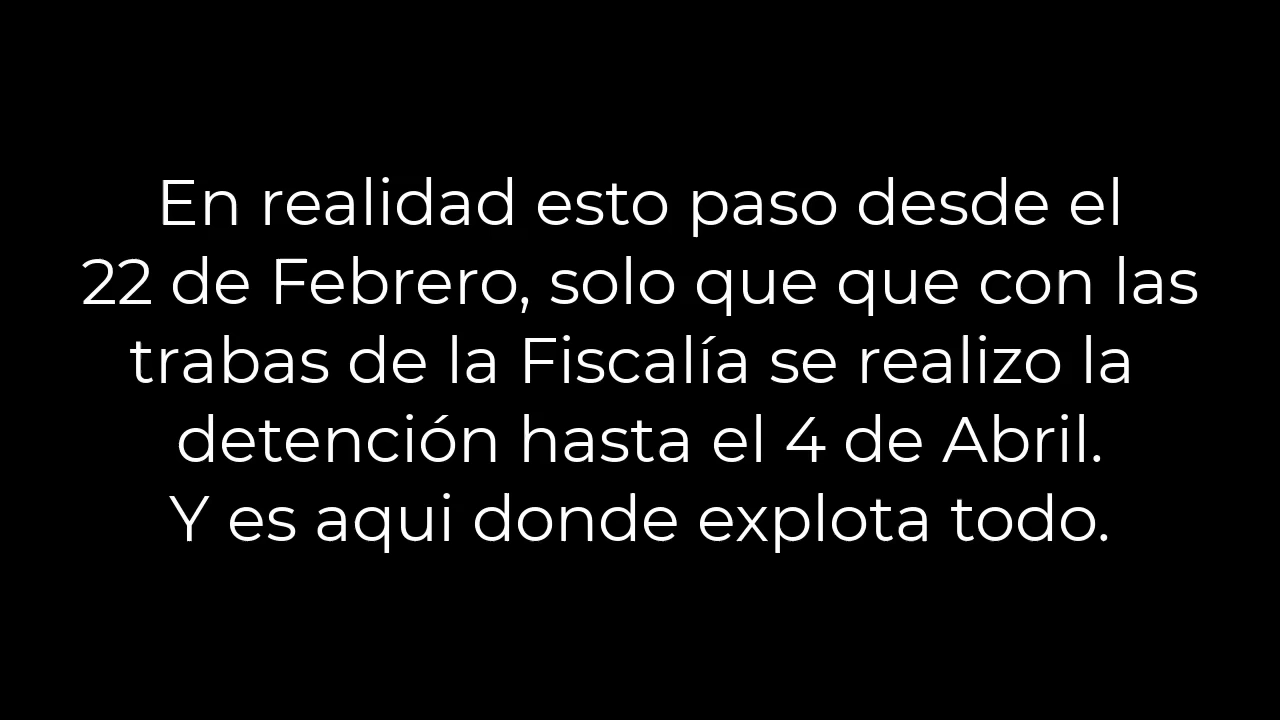 En realidad esto paso desde el
22 de Febrero, solo que que con las
trabas de la Fiscalía se realizo la
detención hasta el 4 de Abril.
Y es aqui donde explota todo.